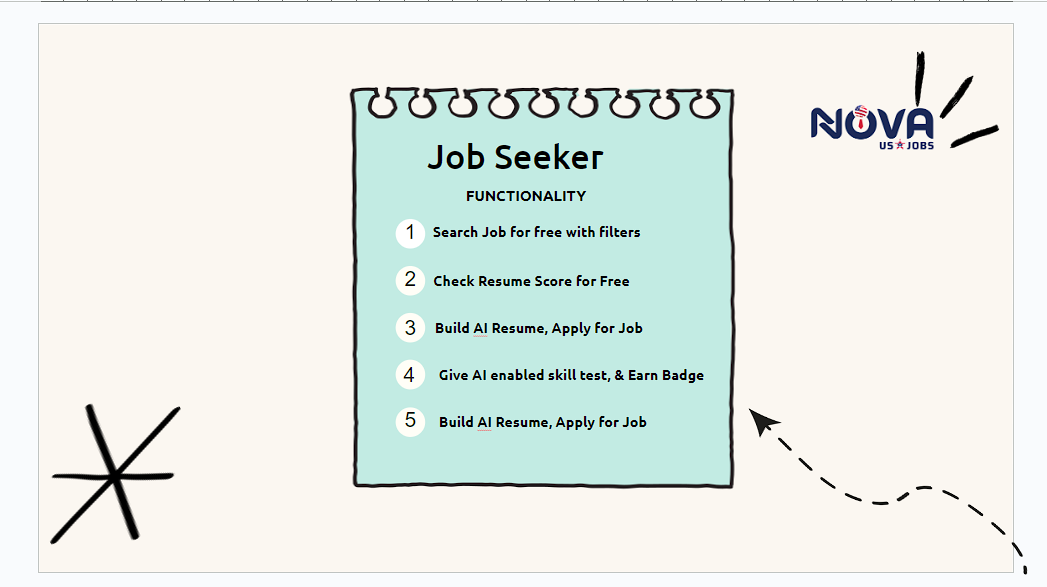 NOVA
US JOBS
Job Seeker
FUNCTIONALITY
1 Search Job for free with filters
2 Check Resume Score for Free
3 Build AI Resume, Apply for Job
4 Give AI enabled skill test, & Earn Badge
5 Build AI Resume, Apply for Job